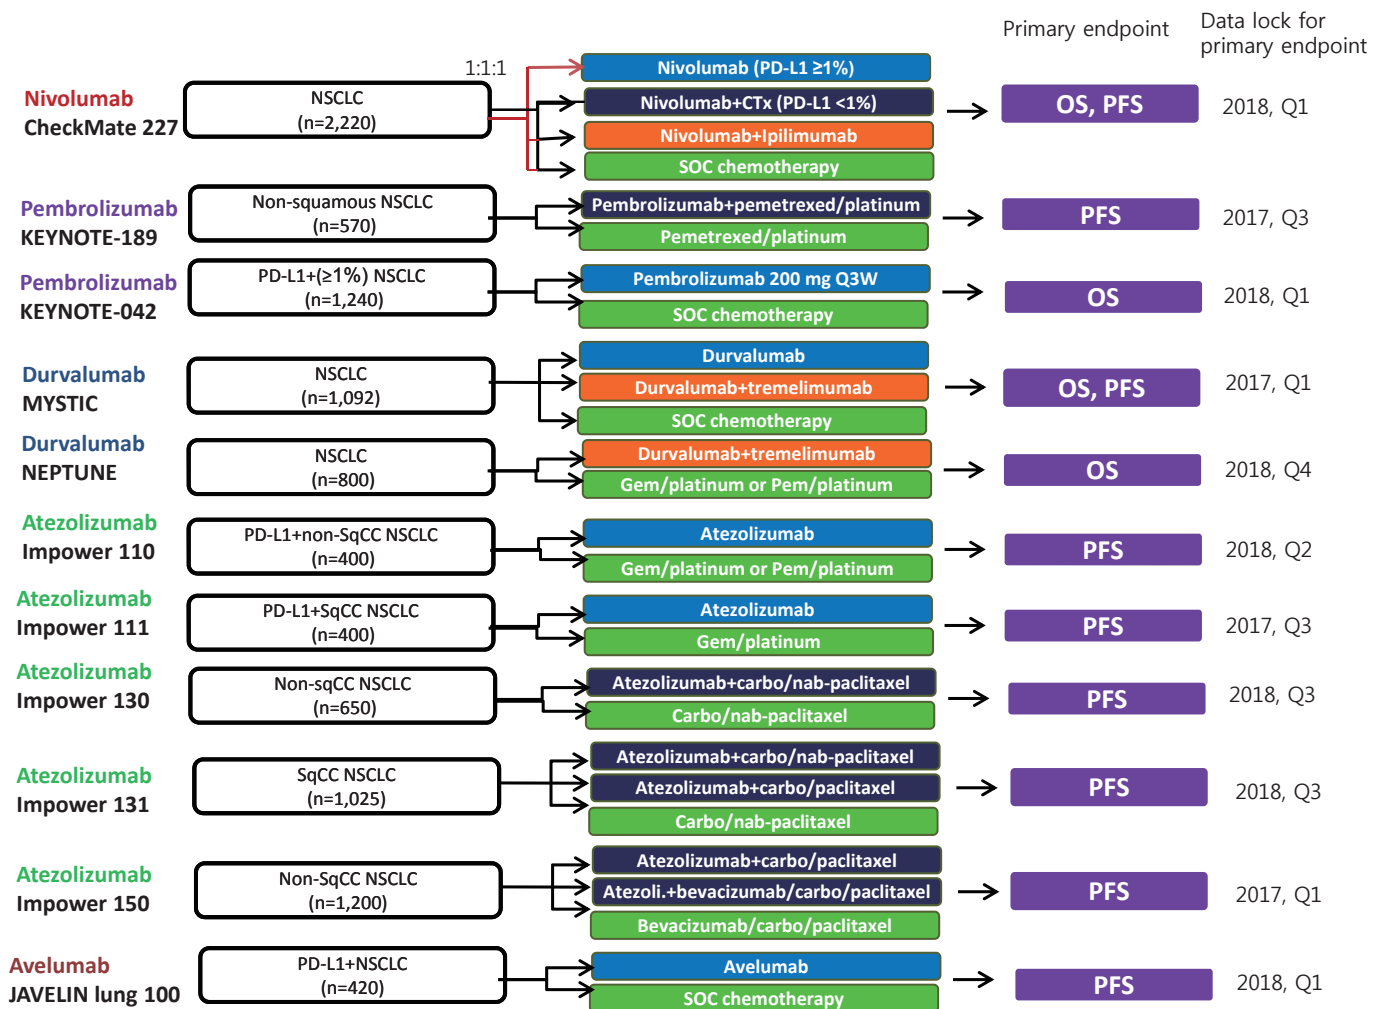 Primary endpoint
Data lock for
primary endpoint
1:1:1
Nivolumab
CheckMate 227
NSCLC
(n=2,220)
Nivolumab (PD-L1 ≥1%)
Nivolumab+CTx (PD-L1 <1%)
Nivolumab+Ipilimumab
SOC chemotherapy
OS, PFS
2018, Q1
Pembrolizumab
KEYNOTE-189
Non-squamous NSCLC
(n=570)
Pembrolizumab+pemetrexed/platinum
Pemetrexed/platinum
PFS
2017, Q3
Pembrolizumab
KEYNOTE-042
PD-L1+(≥1%) NSCLC
(n=1,240)
Pembrolizumab 200 mg Q3W
SOC chemotherapy
OS
2018, Q1
Durvalumab
MYSTIC
NSCLC
(n=1,092)
Durvalumab
Durvalumab+tremelimumab
SOC chemotherapy
OS, PFS
2017, Q1
Durvalumab
NEPTUNE
NSCLC
(n=800)
Durvalumab+tremelimumab
Gem/platinum or Pem/platinum
OS
2018, Q4
Atezolizumab
Impower 110
PD-L1+non-SqCC NSCLC
(n=400)
Atezolizumab
Gem/platinum or Pem/platinum
PFS
2018, Q2
Atezolizumab
Impower 111
PD-L1+SqCC NSCLC
(n=400)
Atezolizumab
Gem/platinum
PFS
2017, Q3
Atezolizumab
Impower 130
Non-sqCC NSCLC
(n=650)
Atezolizumab+carbo/nab-paclitaxel
Carbo/nab-paclitaxel
PFS
2018, Q3
Atezolizumab
Impower 131
SqCC NSCLC
(n=1,025)
Atezolizumab+carbo/nab-paclitaxel
Atezolizumab+carbo/paclitaxel
Carbo/nab-paclitaxel
PFS
2018, Q3
Atezolizumab
Impower 150
Non-SqCC NSCLC
(n=1,200)
Atezolizumab+carbo/paclitaxel
Atezoli.+bevacizumab/carbo/paclitaxel
Bevacizumab/carbo/paclitaxel
PFS
2017, Q1
Avelumab
JAVELIN lung 100
PD-L1+NSCLC
(n=420)
Avelumab
SOC chemotherapy
PFS
2018, Q1